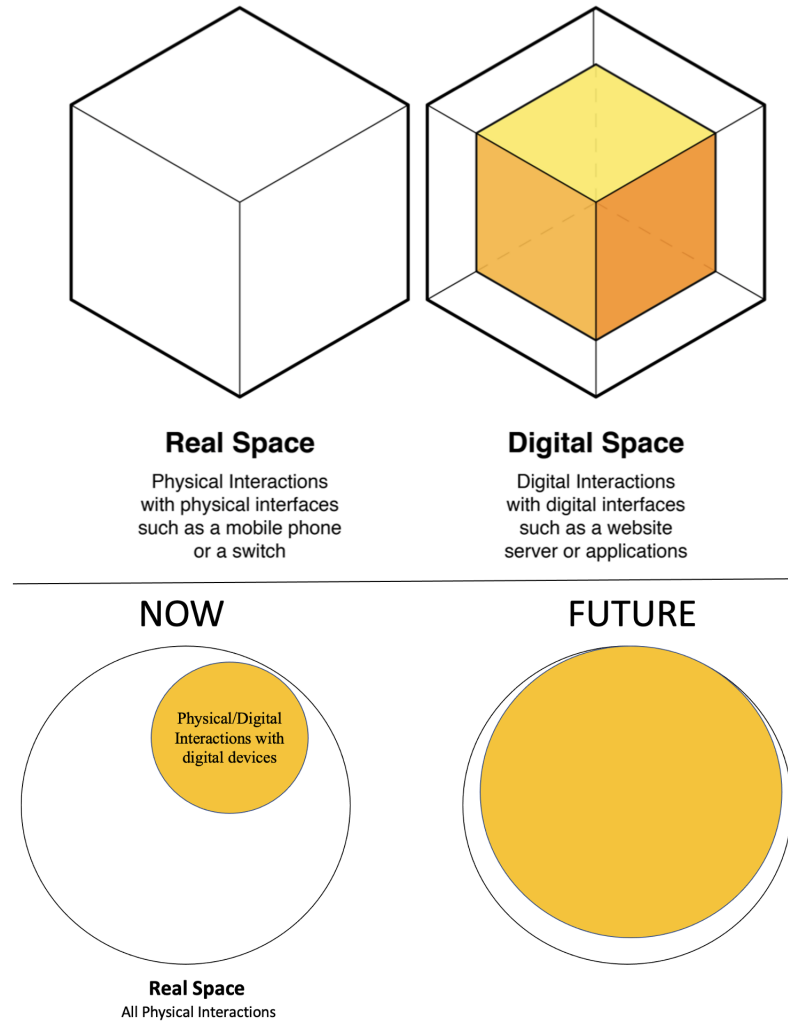 Real Space
Physical Interactions
with physical interfaces
such as a mobile phone
or a switch
Digital Space
Digital Interactions
with digital interfaces
such as a website
server or applications
NOW
FUTURE
Physical/Digital
Interactions with
digital devices
Real Space
All Physical Interactions